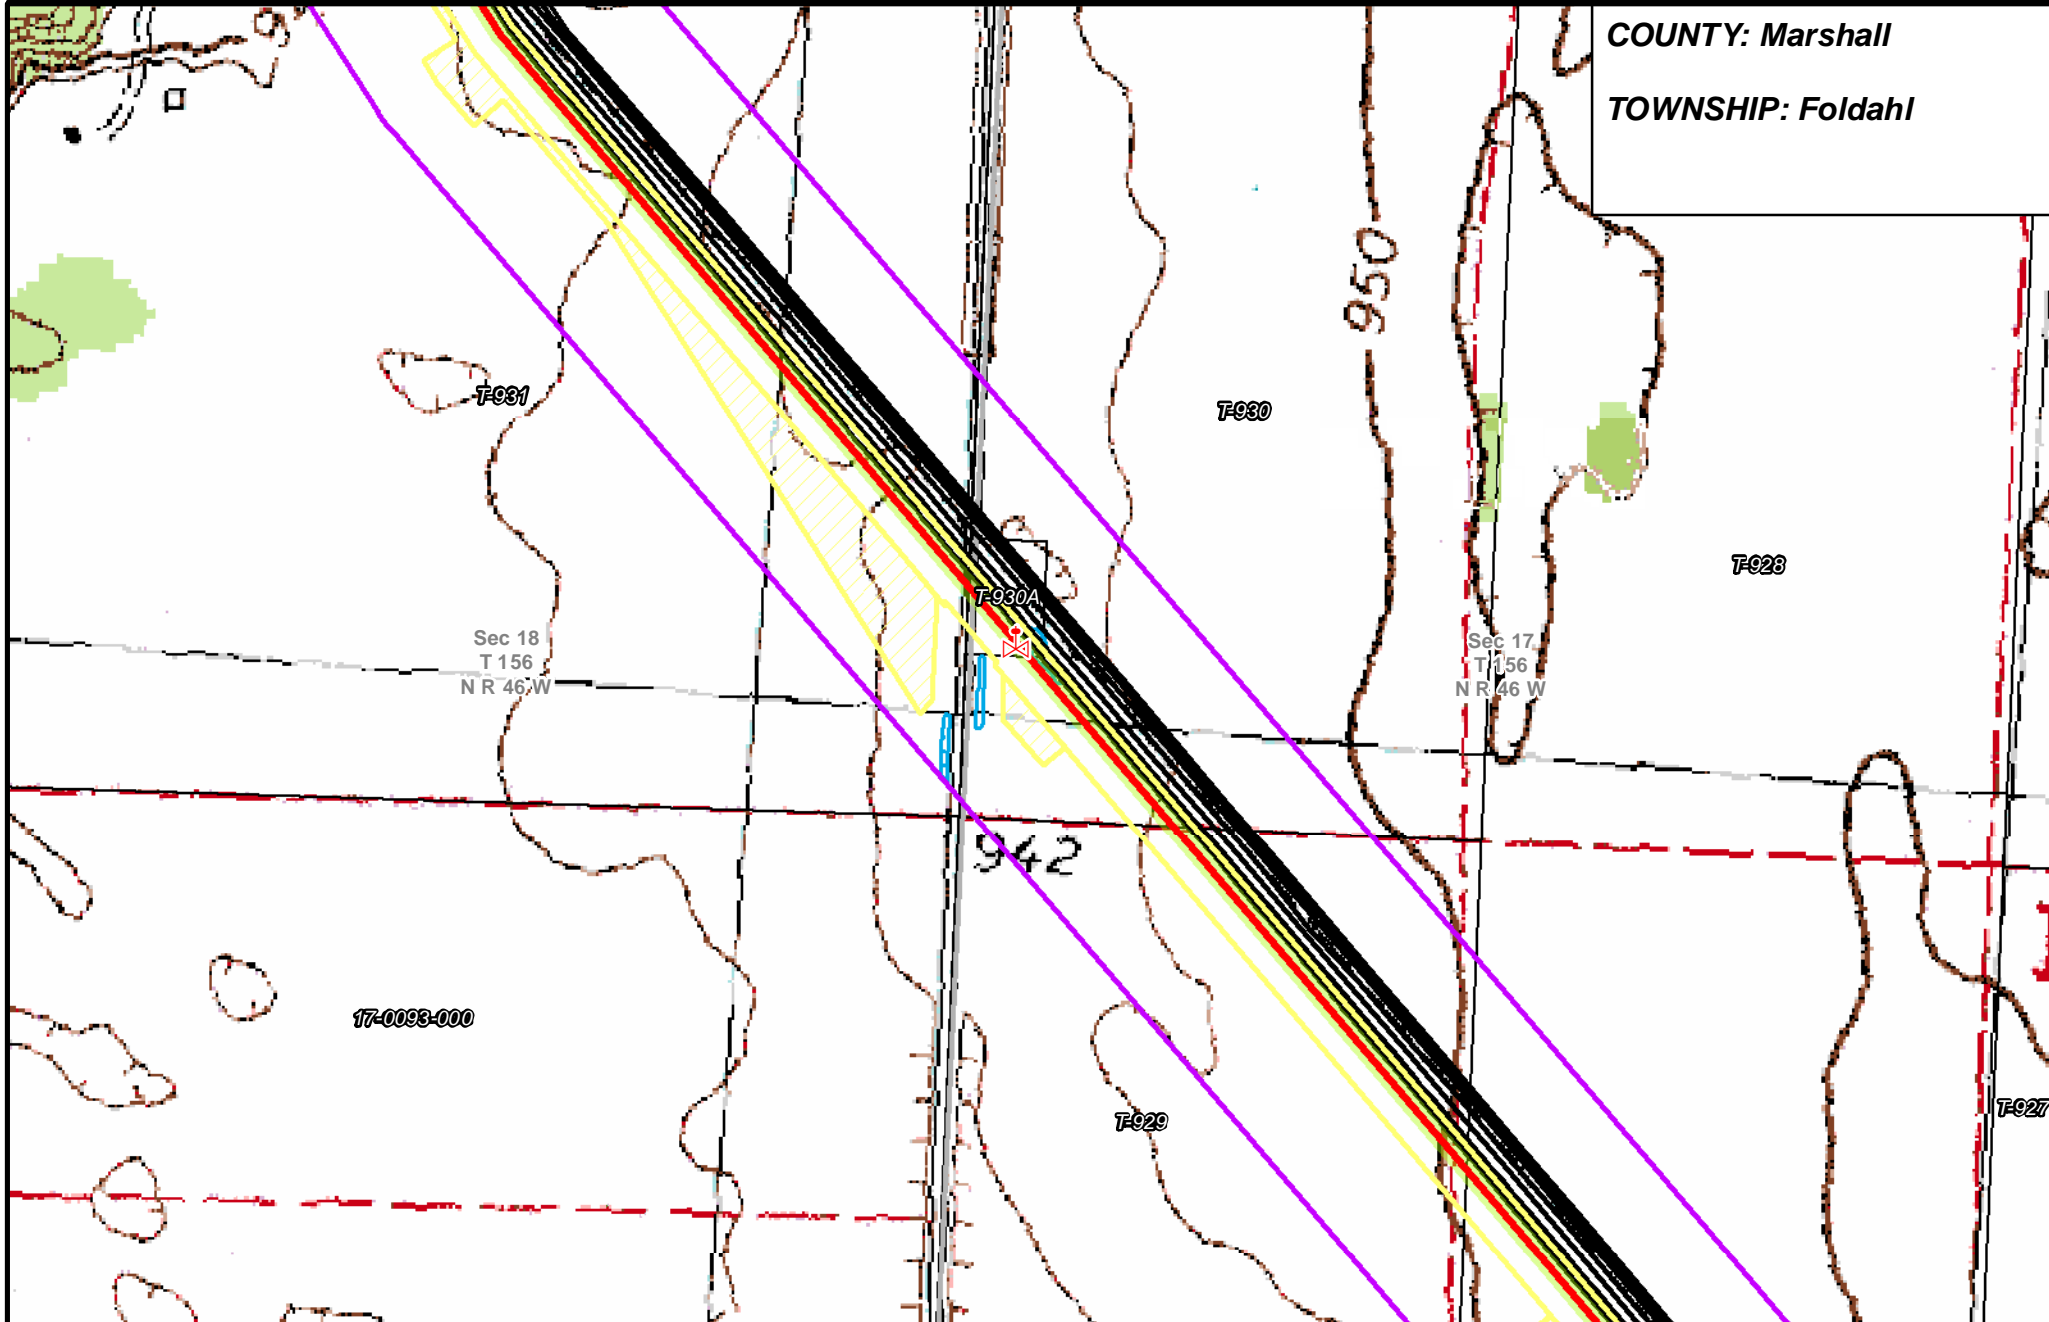 COUNTY: Marshall
TOWNSHIP: Foldahl
950
T-931
T-930
T-928
T-930A
Sec 18
T 156
N R 46 W
Sec 17
T 156
N R 46 W
942
17-0093-000
T-929
T-927